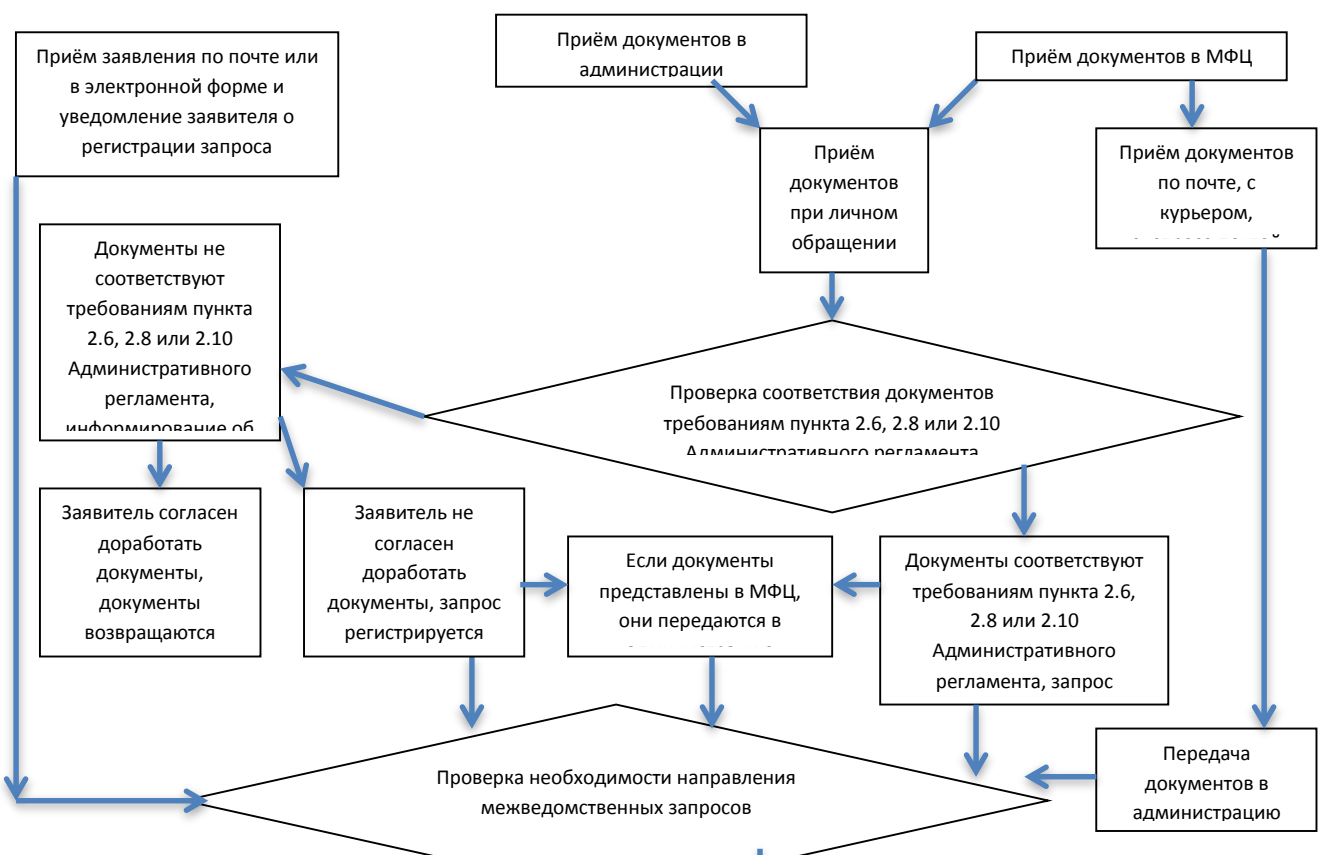 Приём заявления по почте или
в электронной форме и
уведомление заявителя о
регистрации запроса
Приём документов в
администрации
Приём документов в МФЦ
Приём
документов
при личном
обращении
Приём документов
по почте, с
курьером,
Документы не
соответствуют
требованиям пункта
2.6, 2.8 или 2.10
Административного
регламента,
информирование об
Проверка соответствия документов
требованиям пункта 2.6, 2.8 или 2.10
Административного регламента
Заявитель согласен
доработать
документы,
документы
возвращаются
Заявитель не
согласен
доработать
документы, запрос
регистрируется
Если документы
представлены в МФЦ,
они передаются в
Документы соответствуют
требованиям пункта 2.6,
2.8 или 2.10
Административного
регламента, запрос
Проверка необходимости направления
межведомственных запросов
Передача
документов в
администрацию